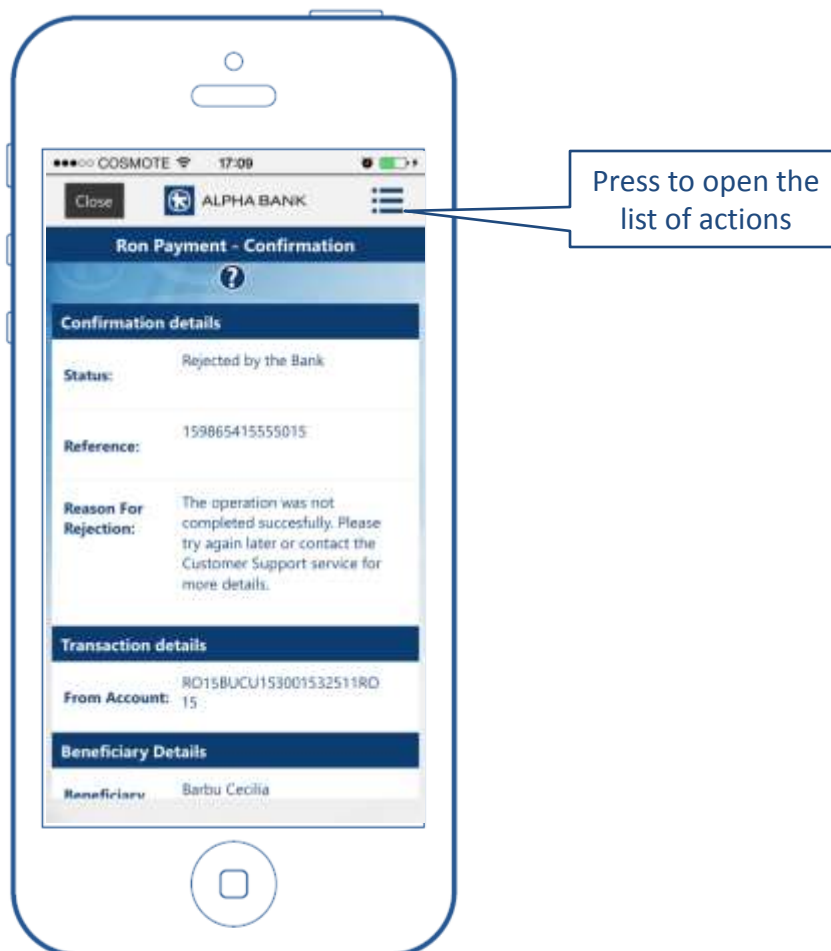 COSMOTE 17:09
Close ALPHA BANK
Ron Payment - Confirmation
?
Confirmation details
Status: Rejected by the Bank
Reference: 159865415555015
Reason For Rejection:
The operation was not
completed succesfully. Please
try again later or contact the
Customer Support service for
more details.
Transaction details
From Account: RO15BUCU153001532511RO
15
Beneficiary Details
Beneficiary Barbu Cecilia
Press to open the
list of actions